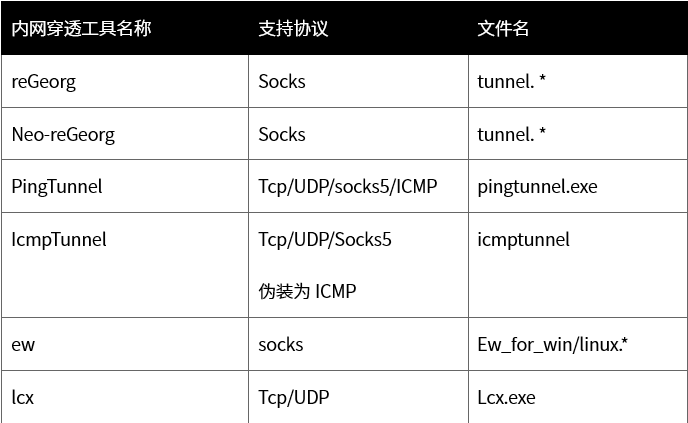 内网穿透工具名称 支持协议 文件名
reGeorg Socks tunnel. *
Neo-reGeorg Socks tunnel. *
PingTunnel Tcp/UDP/socks5/ICMP pingtunnel.exe
IcmpTunnel Tcp/UDP/Socks5 icmptunnel
伪装为 ICMP
ew socks Ew_for_win/linux.*
lcx Tcp/UDP Lcx.exe